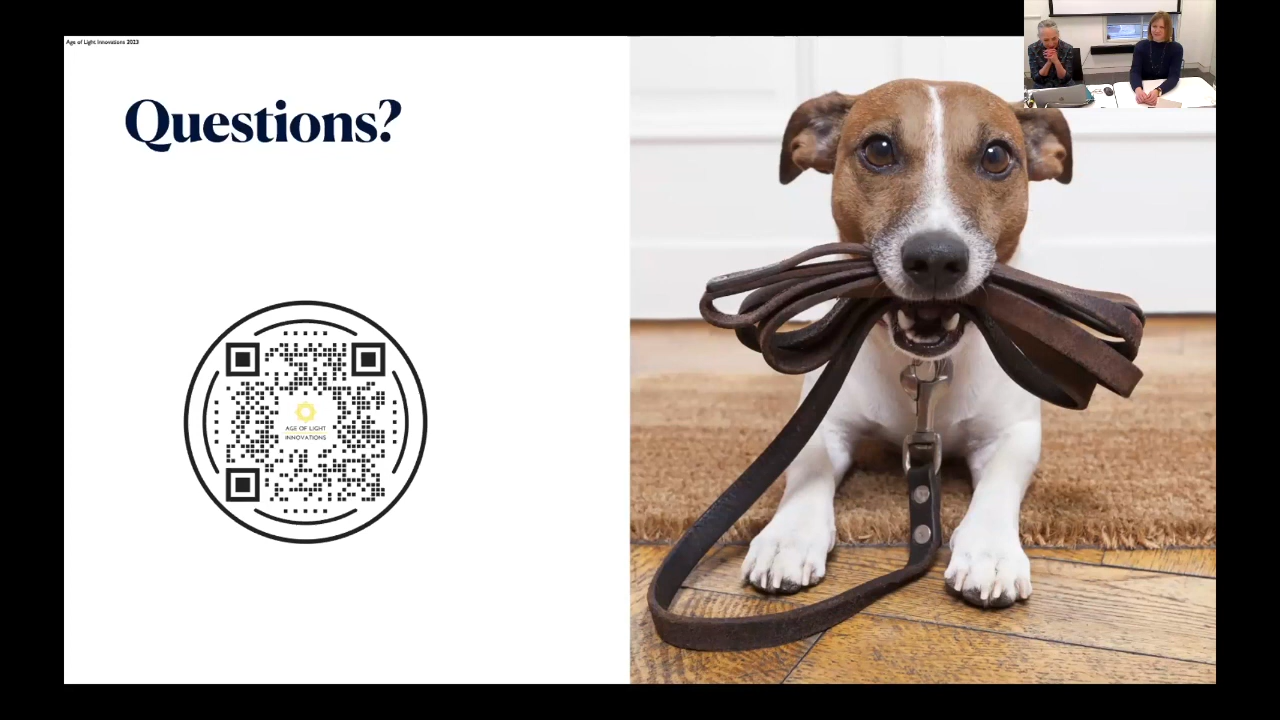 Age of Light Innovations 2023
Questions?
AGE OF LIGHT
INNOVATIONS